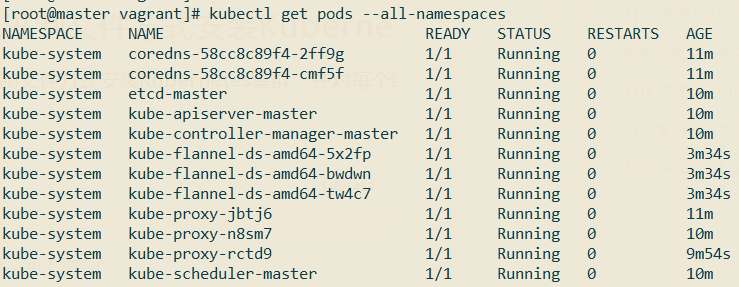 [root@master vagrant]# kubectl get pods --all-namespaces
NAMESPACE NAME READY STATUS RESTARTS AGE
kube-system coredns-58cc8c89f4-2ff9g 1/1 Running 0 11m
kube-system coredns-58cc8c89f4-cmf5f 1/1 Running 0 11m
kube-system etcd-master 1/1 Running 0 10m
kube-system kube-apiserver-master 1/1 Running 0 10m
kube-system kube-controller-manager-master 1/1 Running 0 10m
kube-system kube-flannel-ds-amd64-5x2fp 1/1 Running 0 3m34s
kube-system kube-flannel-ds-amd64-bwdwn 1/1 Running 0 3m34s
kube-system kube-flannel-ds-amd64-tw4c7 1/1 Running 0 3m34s
kube-system kube-proxy-jbtj6 1/1 Running 0 11m
kube-system kube-proxy-n8sm7 1/1 Running 0 10m
kube-system kube-proxy-rctd9 1/1 Running 0 9m54s
kube-system kube-scheduler-master 1/1 Running 0 10m